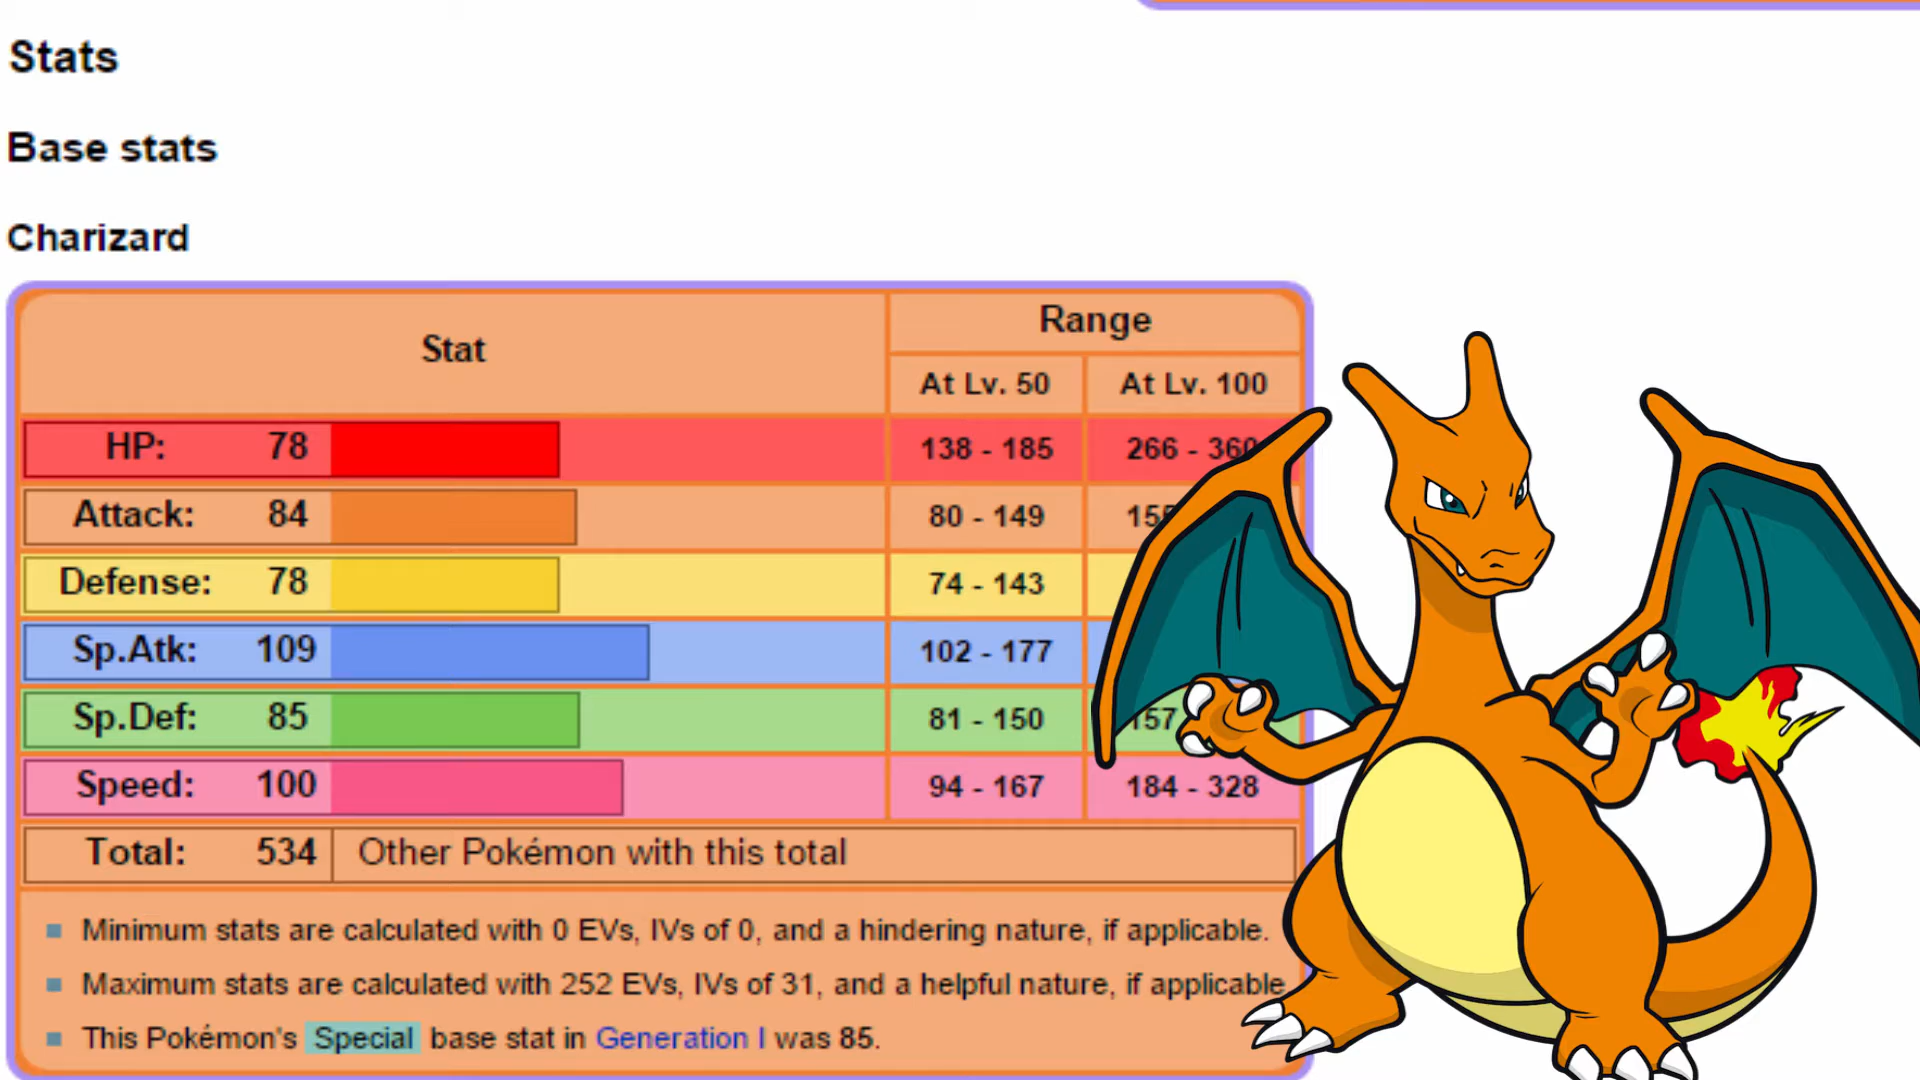 Stats
Base stats
Charizard
Stat
Range
At Lv. 50 At Lv. 100
HP: 78 138 - 185 266 - 360
Attack: 84 80 - 149
Defense: 78 74 - 143
Sp.Atk: 109 102 - 177
Sp.Def: 85 81 - 150 157
Speed: 100 94 - 167 184 - 328
Total: 534 Other Pokémon with this total
Minimum stats are calculated with 0 EVs, IVs of 0, and a hindering nature, if applicable.
Maximum stats are calculated with 252 EVs, IVs of 31, and a helpful nature, if applicable
This Pokémon's Special base stat in Generation I was 85.